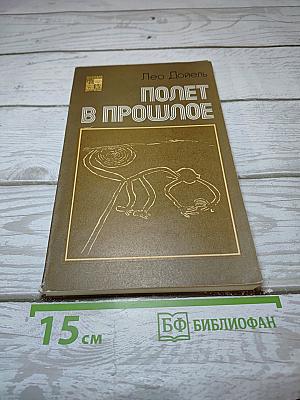 Лео Дойель
ПОЛЕТ
В ПРОШЛОЕ
15 см
БФ БИБЛИОФАН